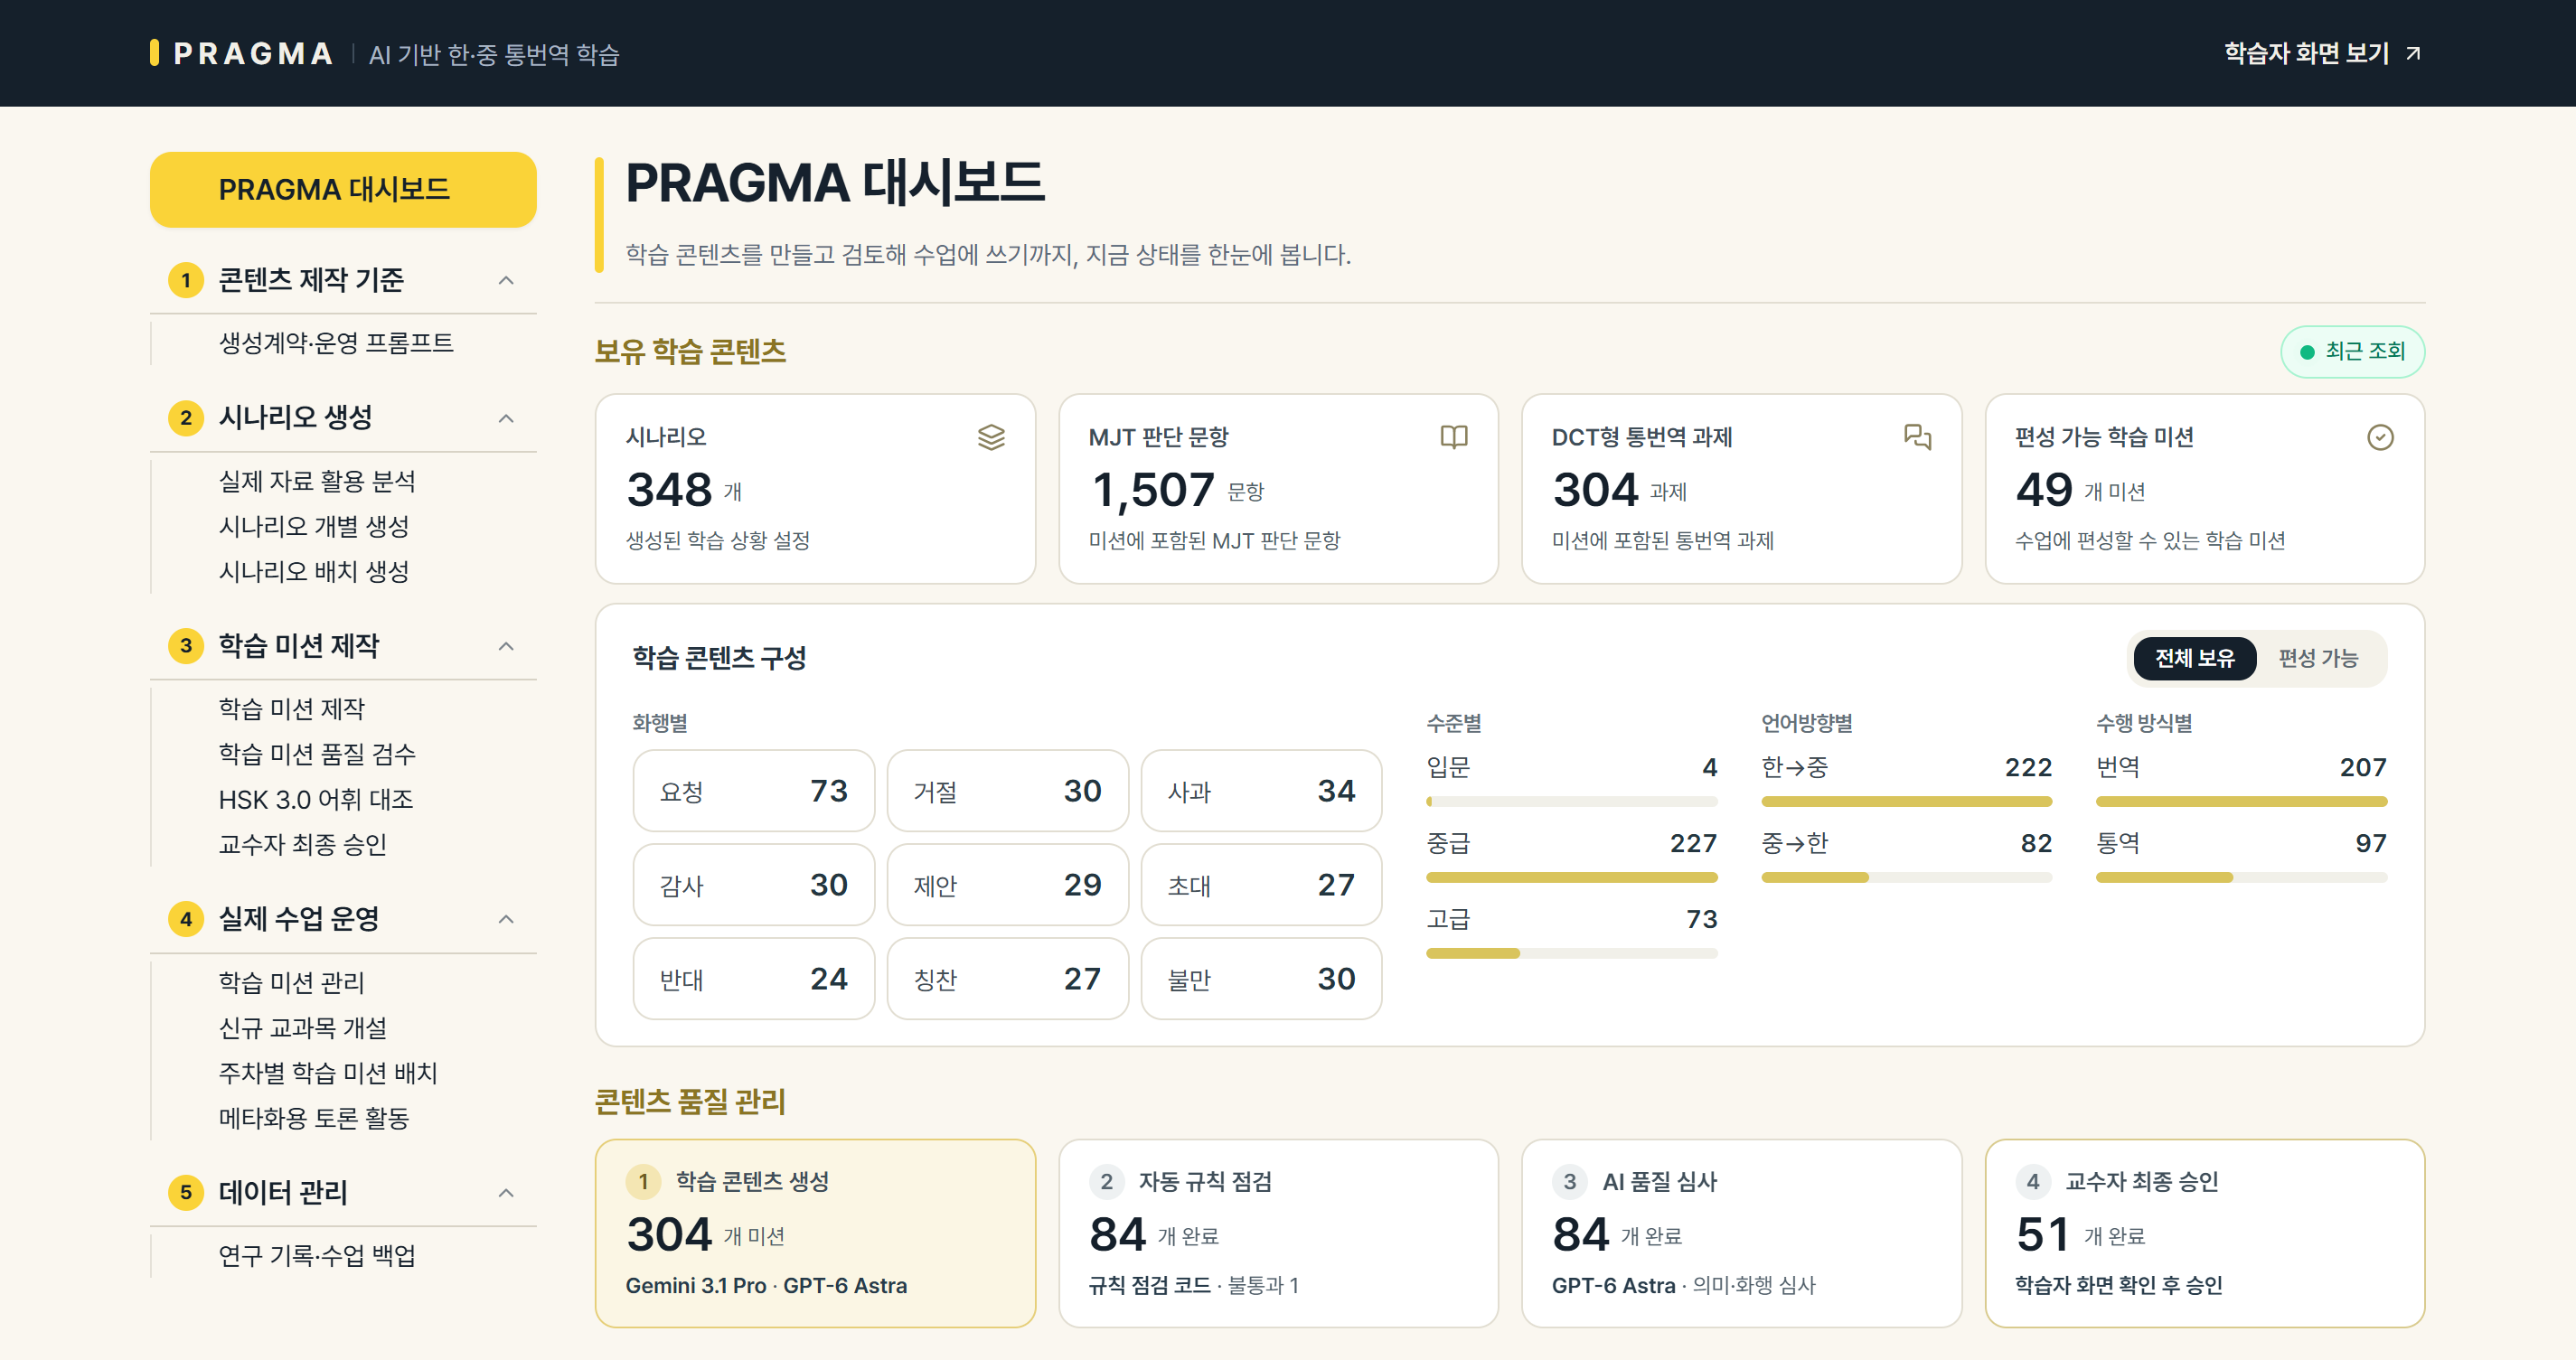 PRAGMA
AI 기반 한·중 통번역 학습
학습자 화면 보기
PRAGMA 대시보드
1 콘텐츠 제작 기준
생성계약·운영 프롬프트
2 시나리오 생성
실제 자료 활용 분석
시나리오 개별 생성
시나리오 배치 생성
3 학습 미션 제작
학습 미션 제작
학습 미션 품질 검수
HSK 3.0 어휘 대조
교수자 최종 승인
4 실제 수업 운영
학습 미션 관리
신규 교과목 개설
주차별 학습 미션 배치
메타화용 토론 활동
5 데이터 관리
연구 기록·수업 백업
PRAGMA 대시보드
학습 콘텐츠를 만들고 검토해 수업에 쓰기까지, 지금 상태를 한눈에 봅니다.
보유 학습 콘텐츠
최근 조회
시나리오
348 개
생성된 학습 상황 설정
MJT 판단 문항
1,507 문항
미션에 포함된 MJT 판단 문항
DCT형 통번역 과제
304 과제
미션에 포함된 통번역 과제
편성 가능 학습 미션
49 개 미션
수업에 편성할 수 있는 학습 미션
학습 콘텐츠 구성
전체 보유 편성 가능
화행별
요청 73
거절 30
사과 34
감사 30
제안 29
초대 27
반대 24
칭찬 27
불만 30
수준별
입문 4
중급 227
고급 73
언어방향별
한→중 222
중→한 82
수행 방식별
번역 207
통역 97
콘텐츠 품질 관리
1 학습 콘텐츠 생성
304 개 미션
Gemini 3.1 Pro · GPT-6 Astra
2 자동 규칙 점검
84 개 완료
규칙 점검 코드 · 불통과 1
3 AI 품질 심사
84 개 완료
GPT-6 Astra · 의미·화행 심사
4 교수자 최종 승인
51 개 완료
학습자 화면 확인 후 승인